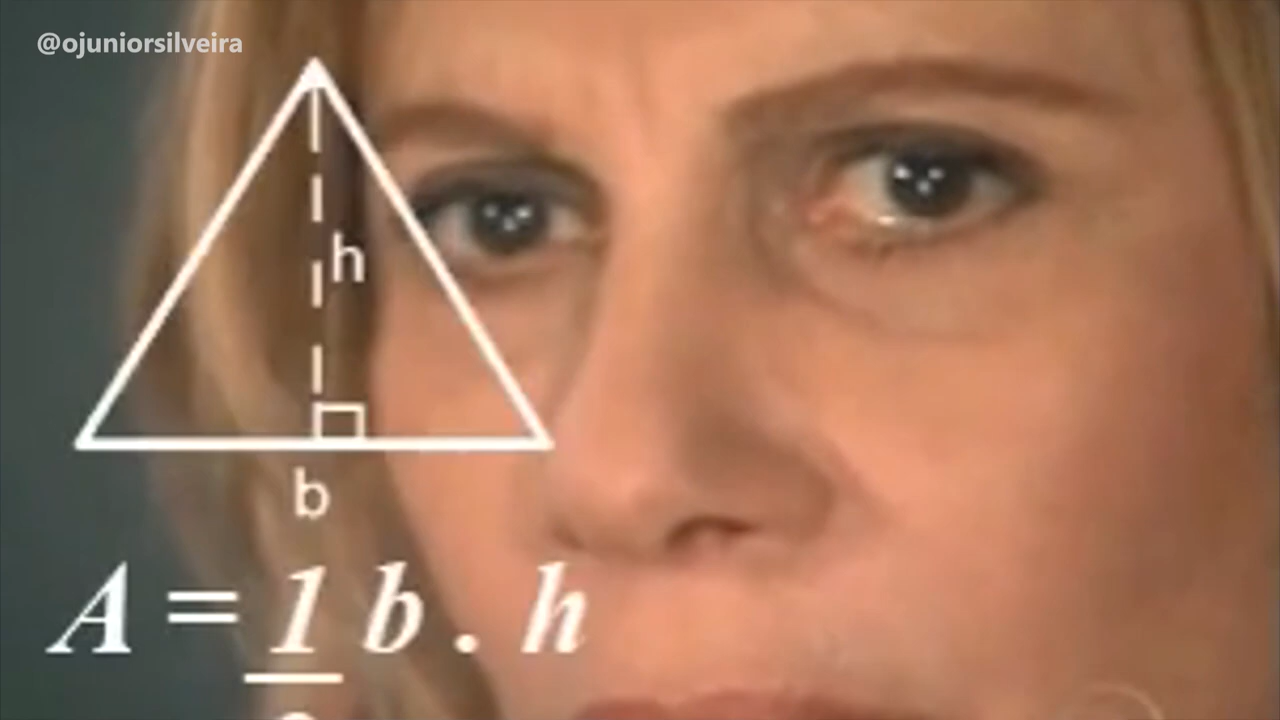 @ojuniorsilveira
h
b
A = 1 b . h